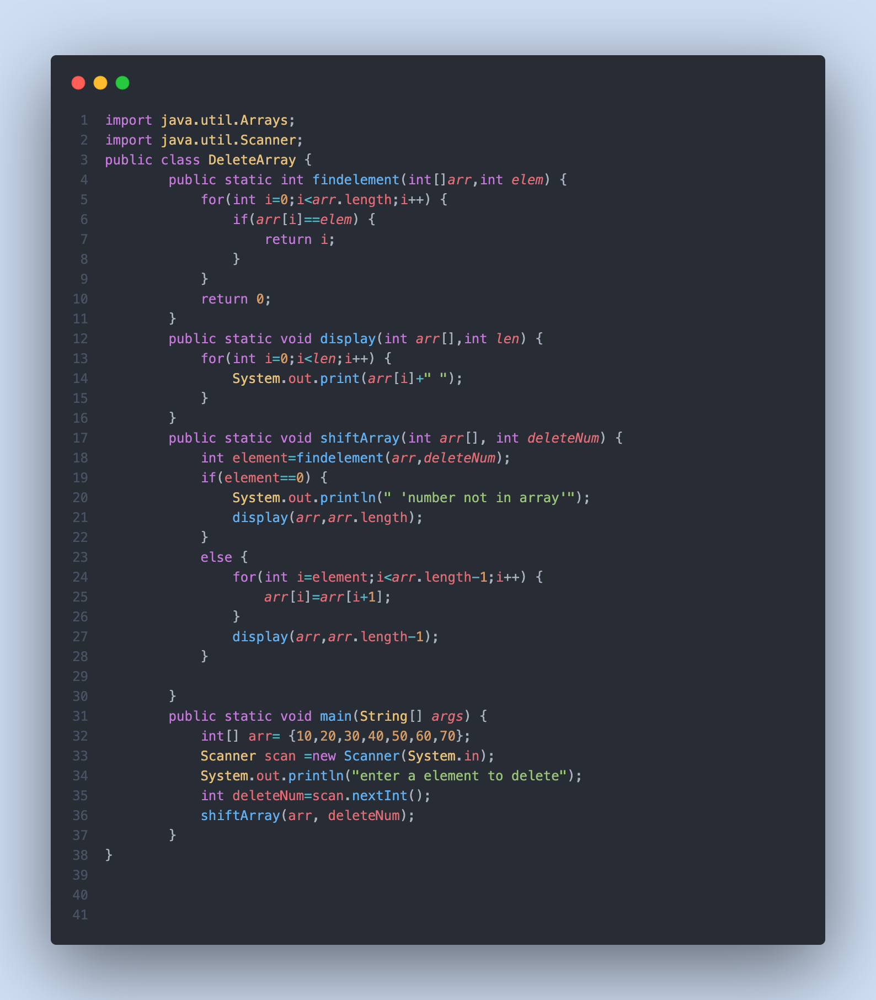 1 import java.util.Arrays;
2 import java.util.Scanner;
3 public class DeleteArray {
4         public static int findelement(int[]arr,int elem) {
5             for(int i=0;i<arr.length;i++) {
6                 if(arr[i]==elem) {
7                     return i;
8                 }
9             }
10             return 0;
11         }
12         public static void display(int arr[],int len) {
13             for(int i=0;i<len;i++) {
14                 System.out.print(arr[i]+" ");
15             }
16         }
17         public static void shiftArray(int arr[], int deleteNum) {
18             int element=findelement(arr,deleteNum);
19             if(element==0) {
20                 System.out.println(" 'number not in array'");
21                 display(arr,arr.length);
22             }
23             else {
24                 for(int i=element;i<arr.length-1;i++) {
25                     arr[i]=arr[i+1];
26                 }
27                 display(arr,arr.length-1);
28             }
29
30         }
31         public static void main(String[] args) {
32             int[] arr= {10,20,30,40,50,60,70};
33             Scanner scan =new Scanner(System.in);
34             System.out.println("enter a element to delete");
35             int deleteNum=scan.nextInt();
36             shiftArray(arr, deleteNum);
37         }
38 }
39
40
41